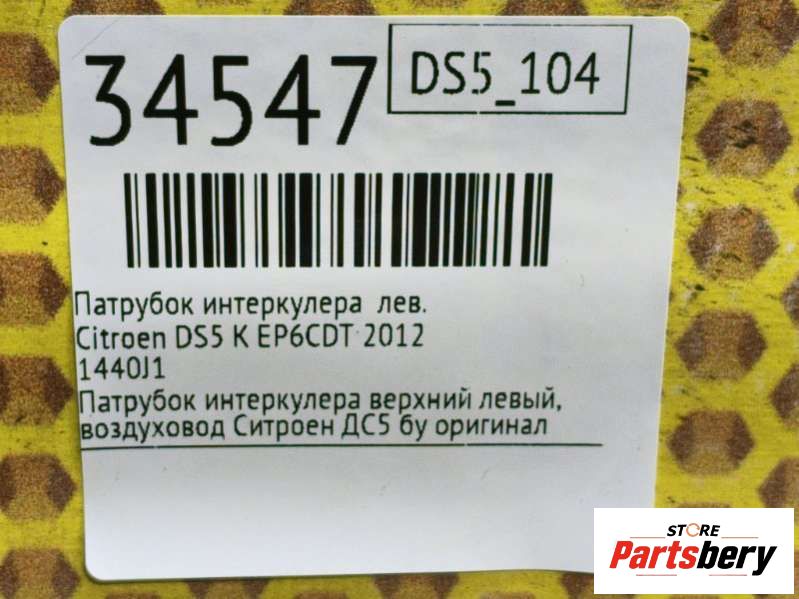 34547
DS5_104
Патрубок интеркулера лев.
Citroen DS5 K EP6CDT 2012
1440J1
Патрубок интеркулера верхний левый,
воздуховод Ситроен ДС5 бу оригинал
STORE
Partsbery